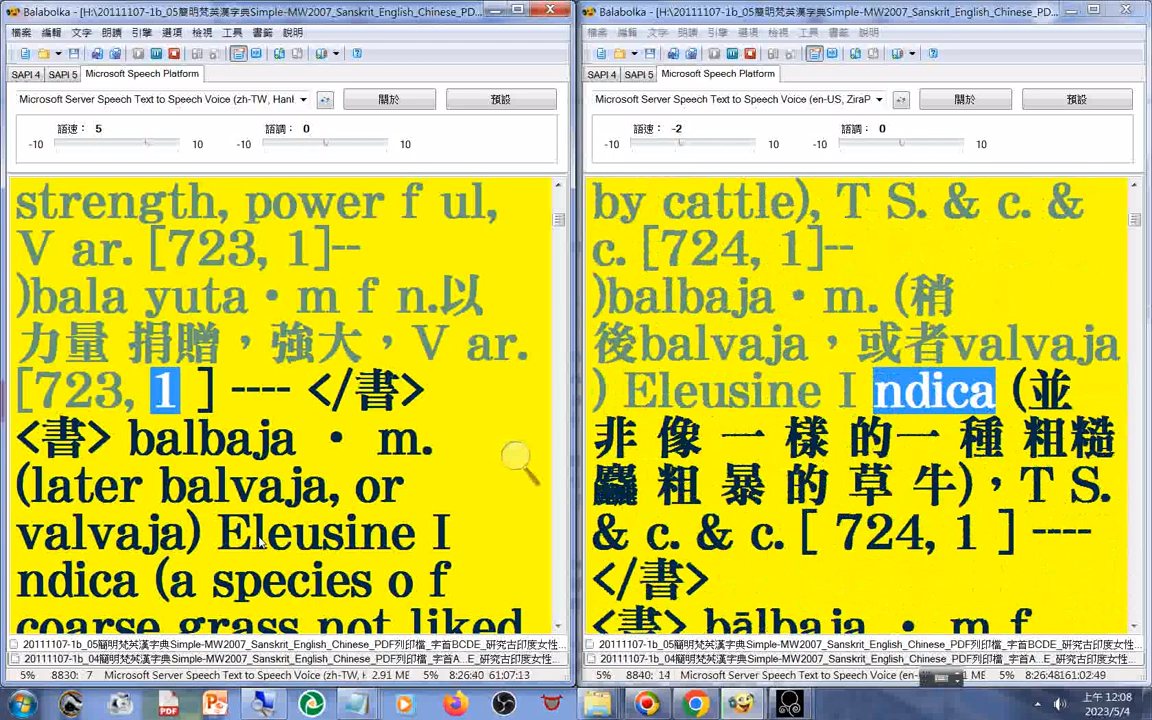 Balabolka - [H:\20111107-1b_05簡明梵英漢字典Simple-MW2007_Sanskrit_English_Chinese_PD...
檔案 編輯 文字 朗讀 引擎 選項 檢視 工具 書籤 說明
SAPI 4 SAPI 5 Microsoft Speech Platform
Microsoft Server Speech Text to Speech Voice (zh-TW, Hanl
關於 預設
語速： 5 語調： 0
-10 10 -10 10
strength, power f ul,
V ar. [723, 1]--
)bala yuta • m f n.以
力量 捐贈，強大，V ar.
[723, 1 ] ---- </書>
<書> balbaja • m.
(later balvaja, or
valvaja) Eleusine I
ndica (a species o f
coarse grass not liked
20111107-1b_05簡明梵英漢字典Simple-MW2007_Sanskrit_English_Chinese_PDF列印檔_字首BCDE_研究古印度女性...
20111107-1b_04簡明梵英漢字典Simple-MW2007_Sanskrit_English_Chinese_PDF列印檔_字首A...E_研究古印度女性...
5% 8830: 7 Microsoft Server Speech Text to Speech Voice (zh-TW, H 2.91 ME 5% 8:26:40 61:07:13
Balabolka - [H:\20111107-1b_05簡明梵英漢字典Simple-MW2007_Sanskrit_English_Chinese_PD...
檔案 編輯 文字 朗讀 引擎 選項 檢視 工具 書籤 說明
SAPI 4 SAPI 5 Microsoft Speech Platform
Microsoft Server Speech Text to Speech Voice (en-US, ZiraP
關於 預設
語速： -2 語調： 0
-10 10 -10 10
by cattle), T S. & c. &
c. [724, 1]--
)balbaja • m. (稍
後balvaja，或者valvaja
) Eleusine I ndica (並
非 像 一 樣 的一 種 粗糙
麤 粗 暴 的 草 牛)，T S.
& c. & c. [ 724, 1 ] ----
</書>
<書> bālbaja • m f
20111107-1b_05簡明梵英漢字典Simple-MW2007_Sanskrit_English_Chinese_PDF列印檔_字首BCDE_研究古印度女性...
20111107-1b_04簡明梵英漢字典Simple-MW2007_Sanskrit_English_Chinese_PDF列印檔_字首A...E_研究古印度女性...
5% 8840: 14 Microsoft Server Speech Text to Speech Voice (en-U 5% 8:26:48 161:02:49
PDF
上午 12:08
2023/5/4